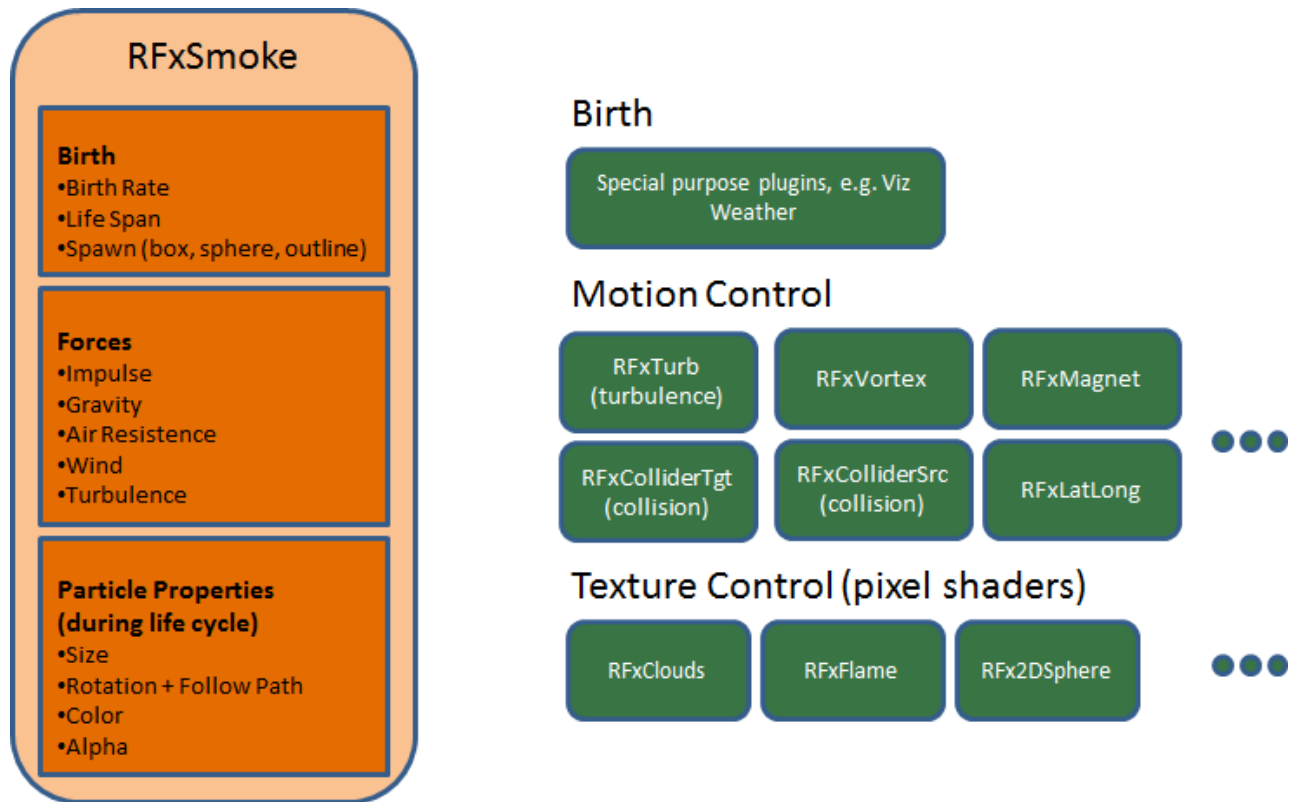 RFxSmoke
Birth
•Birth Rate
•Life Span
•Spawn (box, sphere, outline)
Forces
•Impulse
•Gravity
•Air Resistence
•Wind
•Turbulence
Particle Properties
(during life cycle)
•Size
•Rotation + Follow Path
•Color
•Alpha
Birth
Special purpose plugins, e.g. Viz
Weather
Motion Control
RFxTurb
(turbulence)
RFxVortex
RFxMagnet
RFxColliderTgt
(collision)
RFxColliderSrc
(collision)
RFxLatLong
Texture Control (pixel shaders)
RFxClouds
RFxFlame
RFx2DSphere